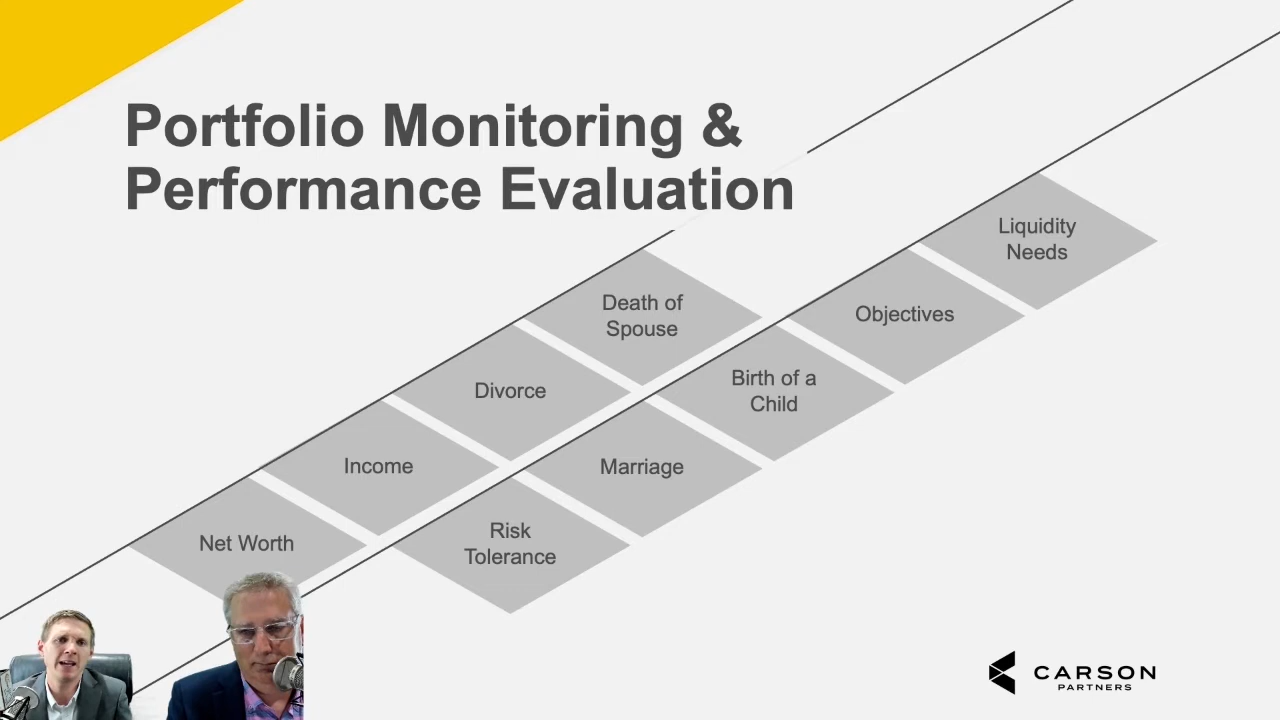 Portfolio Monitoring &
Performance Evaluation
Liquidity
Needs
Death of
Spouse
Objectives
Divorce
Birth of a
Child
Income
Marriage
Net Worth
Risk
Tolerance
CARSON
PARTNERS